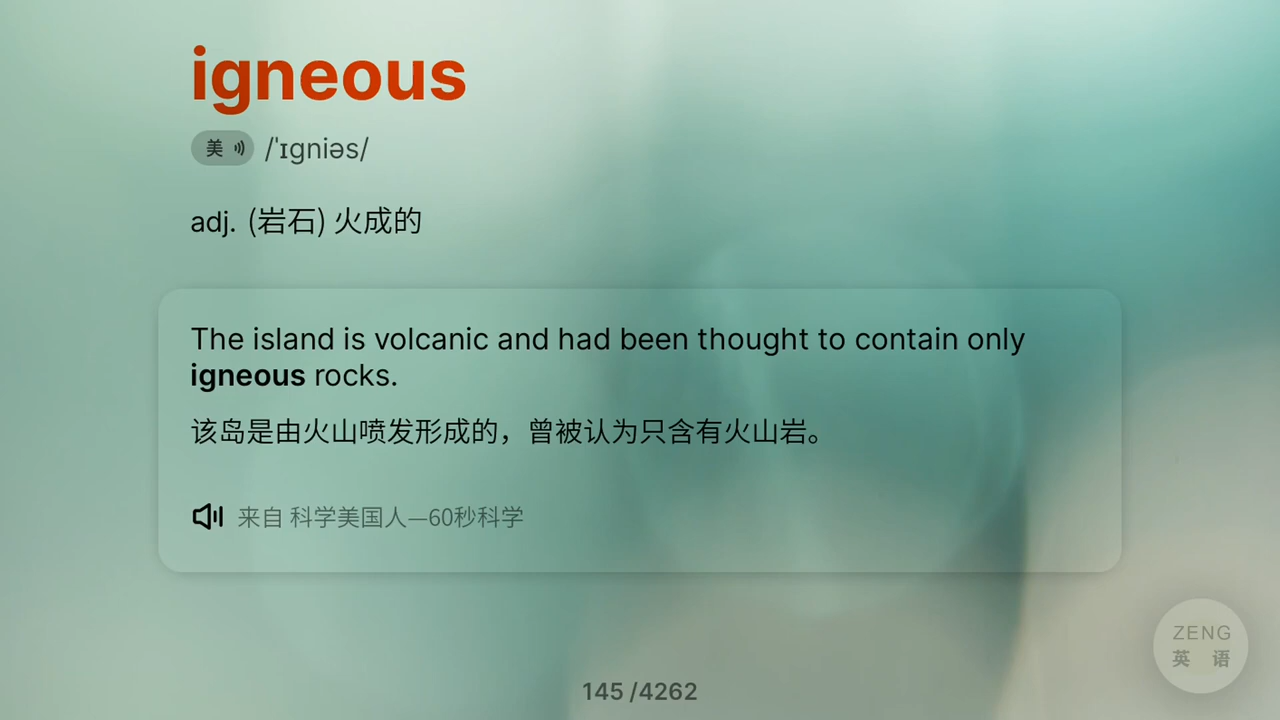 igneous
美 /ˈɪɡniəs/
adj. (岩石) 火成的
The island is volcanic and had been thought to contain only
igneous rocks.
该岛是由火山喷发形成的，曾被认为只含有火山岩。
来自 科学美国人—60秒科学
ZENG
英 语
145 /4262